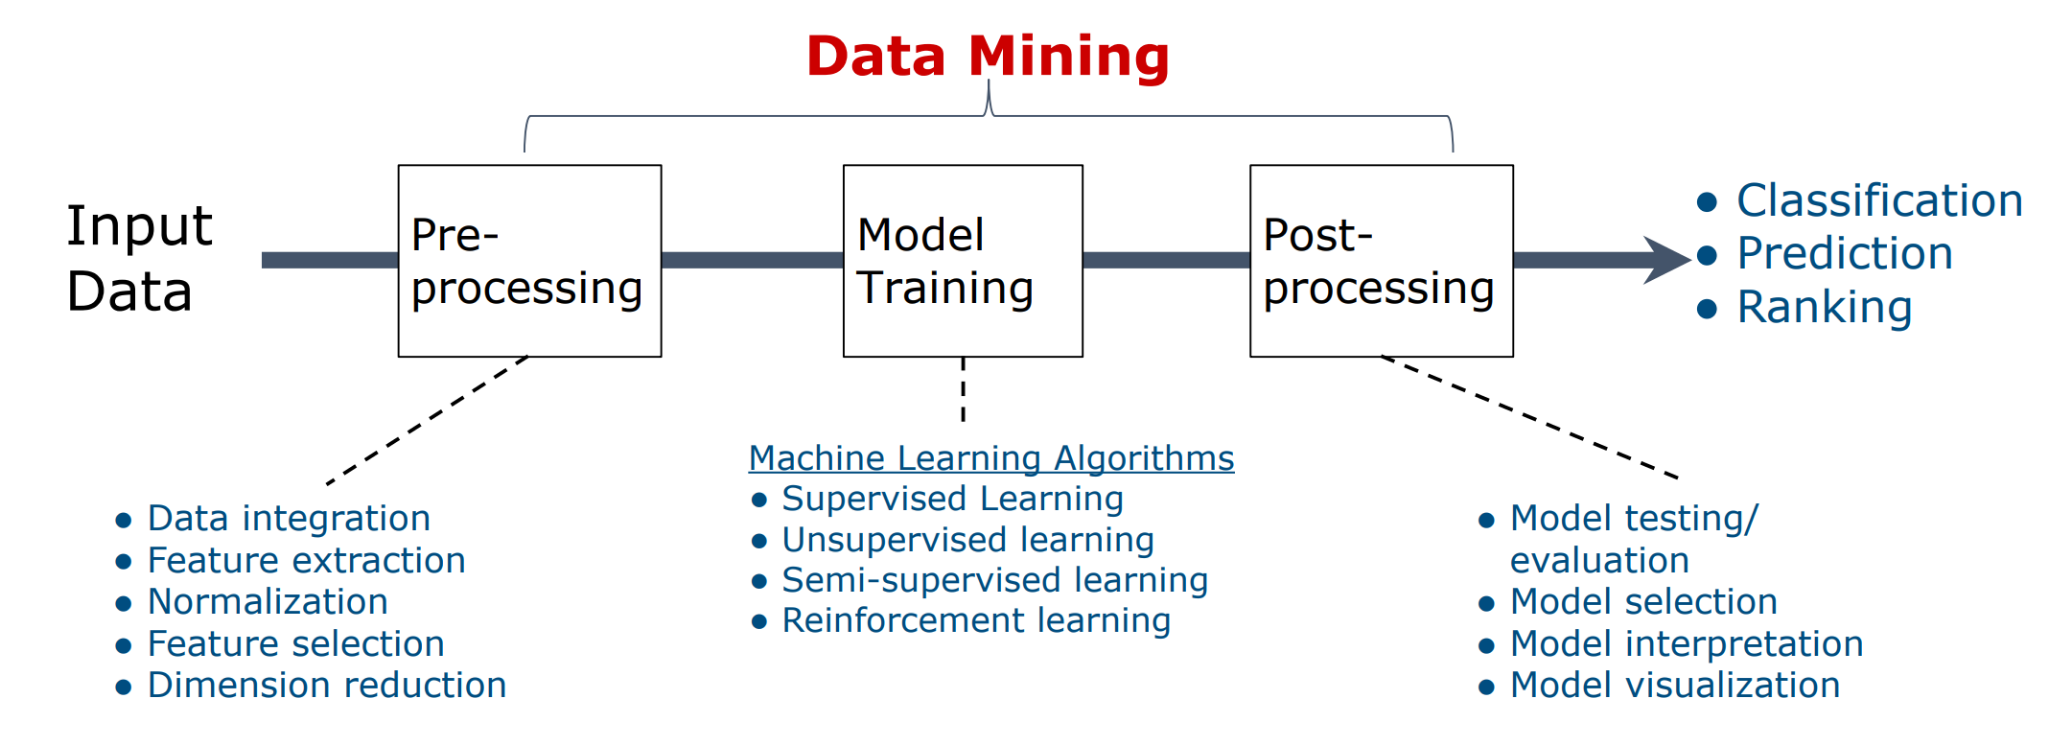 Data Mining
Input
Data
Pre-
processing
Model
Training
Post-
processing
● Classification
● Prediction
● Ranking
● Data integration
● Feature extraction
● Normalization
● Feature selection
● Dimension reduction
Machine Learning Algorithms
● Supervised Learning
● Unsupervised learning
● Semi-supervised learning
● Reinforcement learning
● Model testing/
evaluation
● Model selection
● Model interpretation
● Model visualization